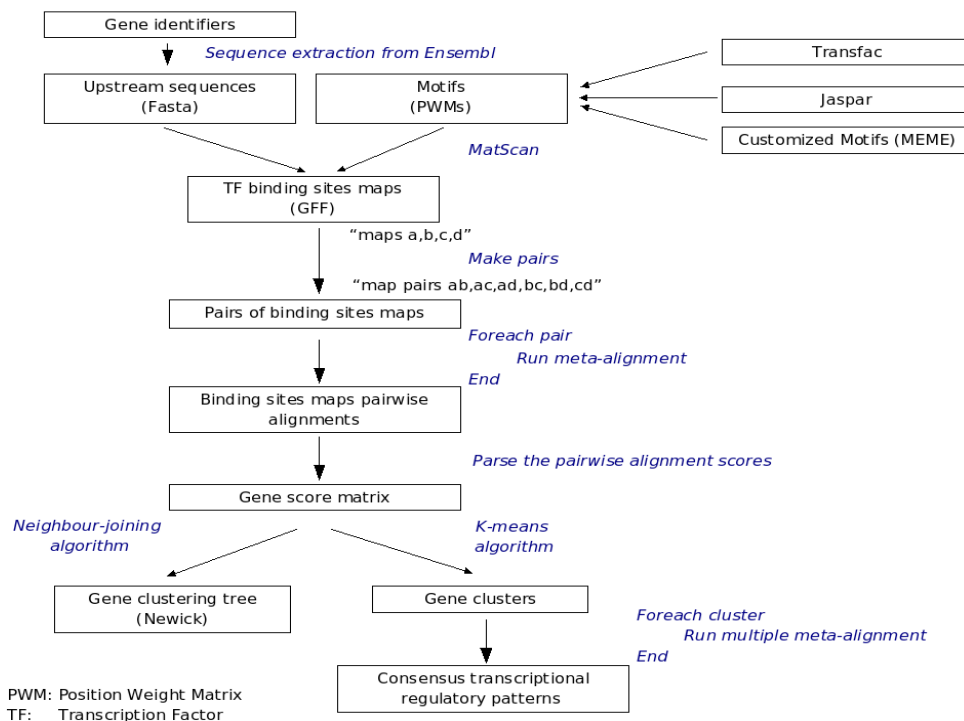 Gene identifiers
Sequence extraction from Ensembl
Transfac
Upstream sequences
(Fasta)
Motifs
(PWMs)
Jaspar
Customized Motifs (MEME)
MatScan
TF binding sites maps
(GFF)
“maps a,b,c,d”
Make pairs
“map pairs ab,ac,ad,bc,bd,cd”
Pairs of binding sites maps
Foreach pair
Run meta-alignment
End
Binding sites maps pairwise
alignments
Parse the pairwise alignment scores
Gene score matrix
Neighbour-joining
algorithm
K-means
algorithm
Gene clustering tree
(Newick)
Gene clusters
Foreach cluster
Run multiple meta-alignment
End
Consensus transcriptional
regulatory patterns
PWM: Position Weight Matrix
TF: Transcription Factor